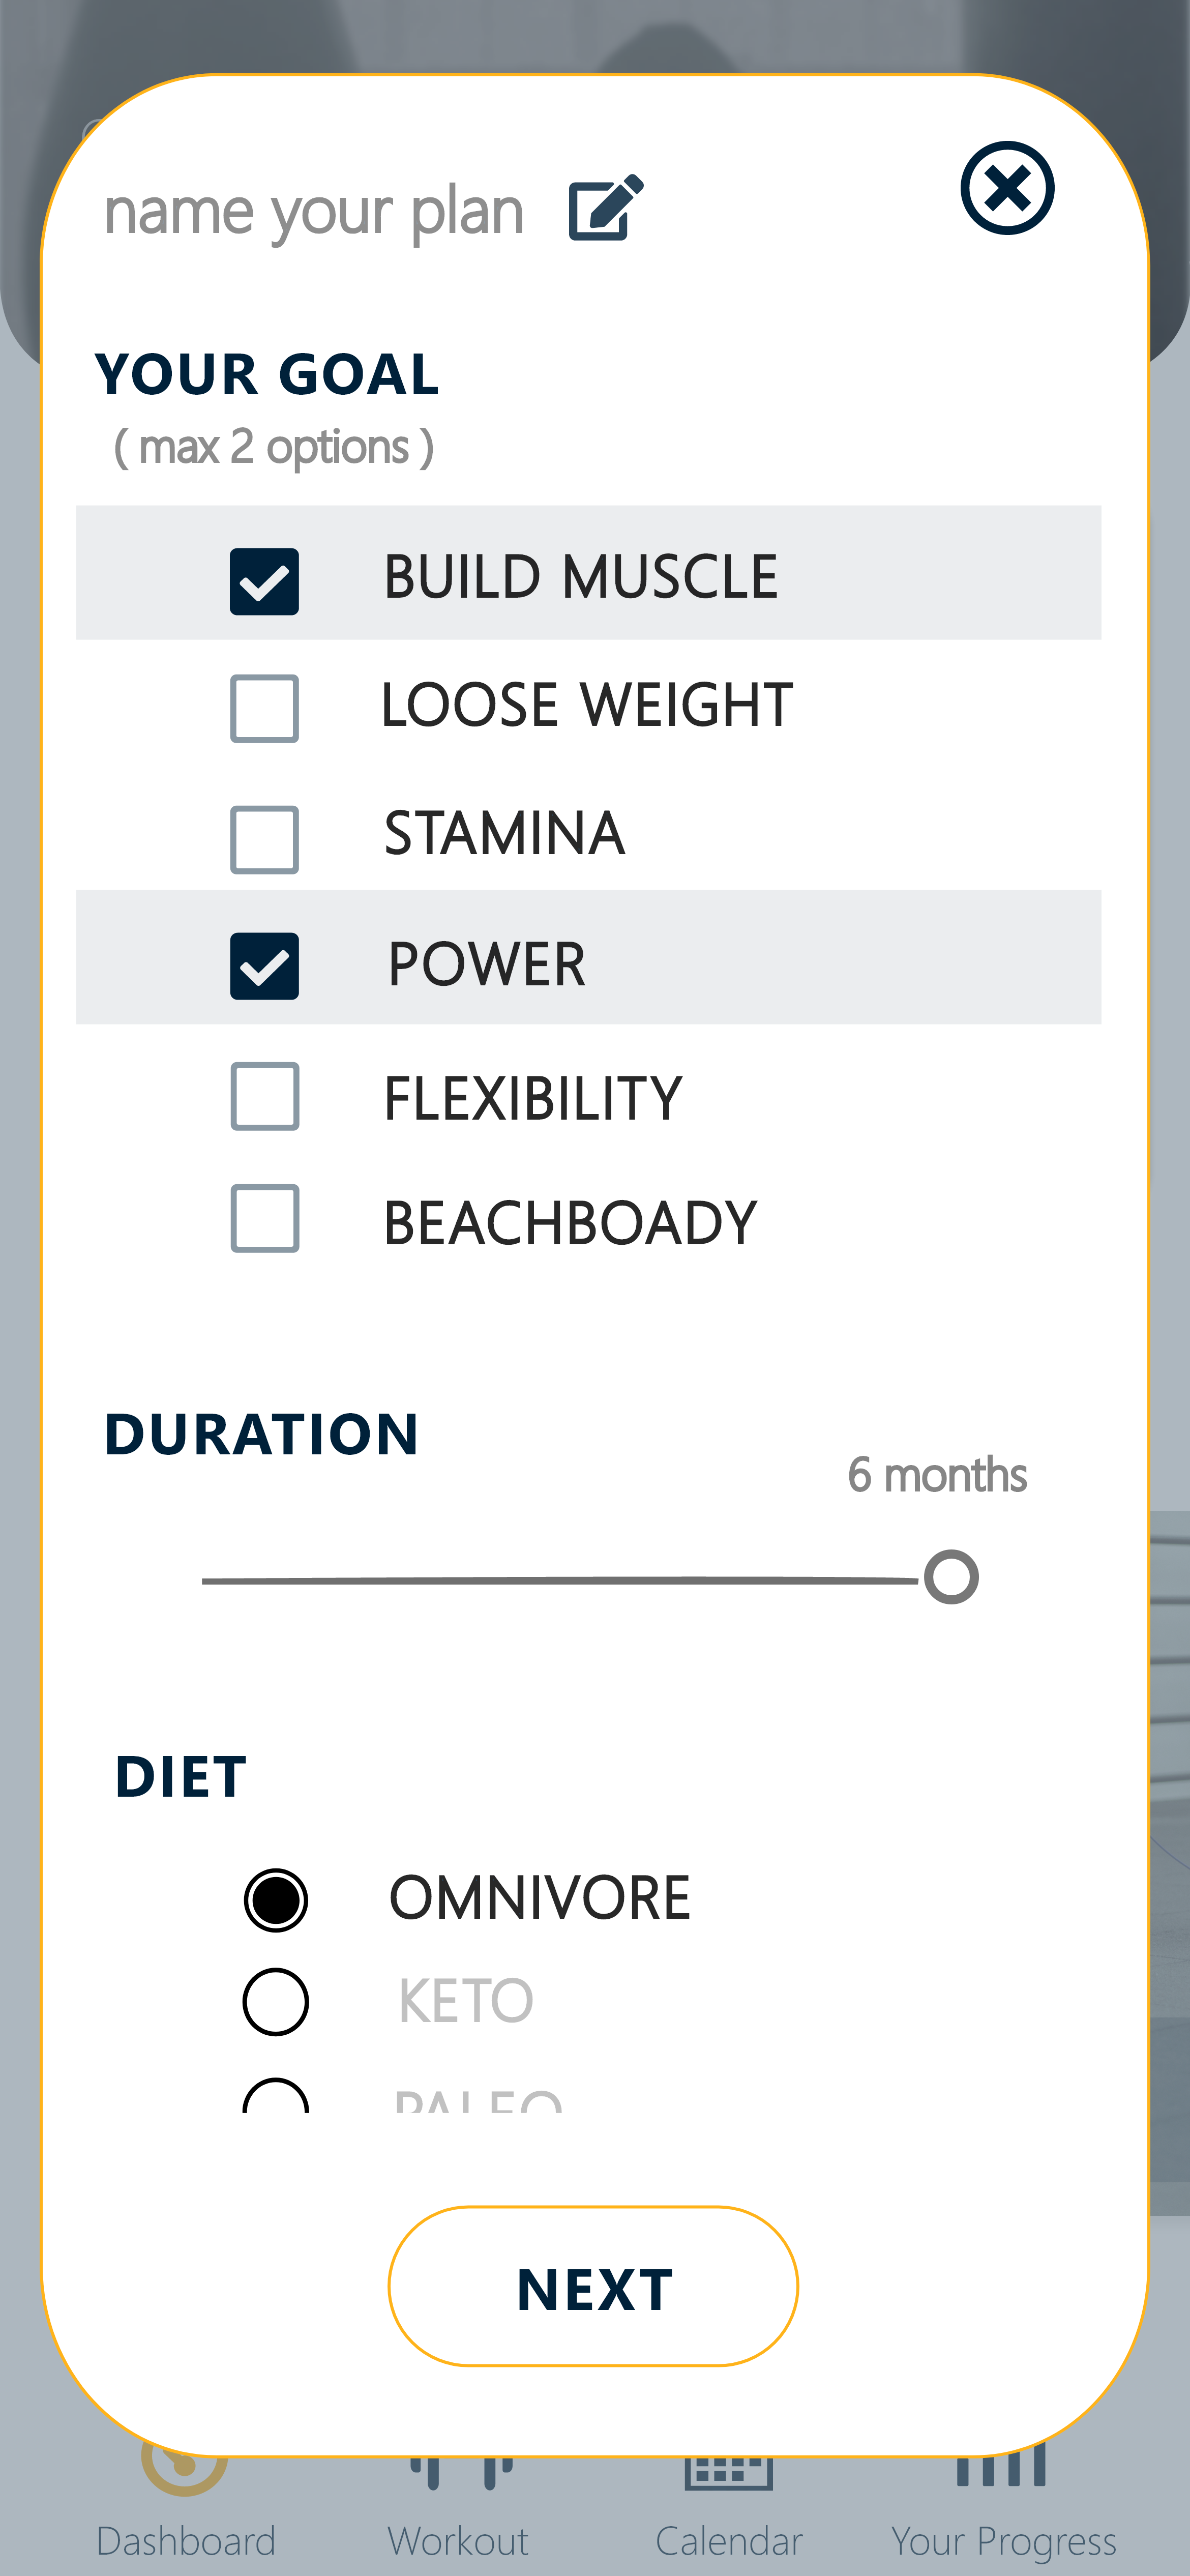 name your plan
YOUR GOAL
( max 2 options )
BUILD MUSCLE
LOOSE WEIGHT
STAMINA
POWER
FLEXIBILITY
BEACHBOADY
DURATION
6 months
DIET
OMNIVORE
KETO
PALEO
NEXT
Dashboard Workout Calendar Your Progress